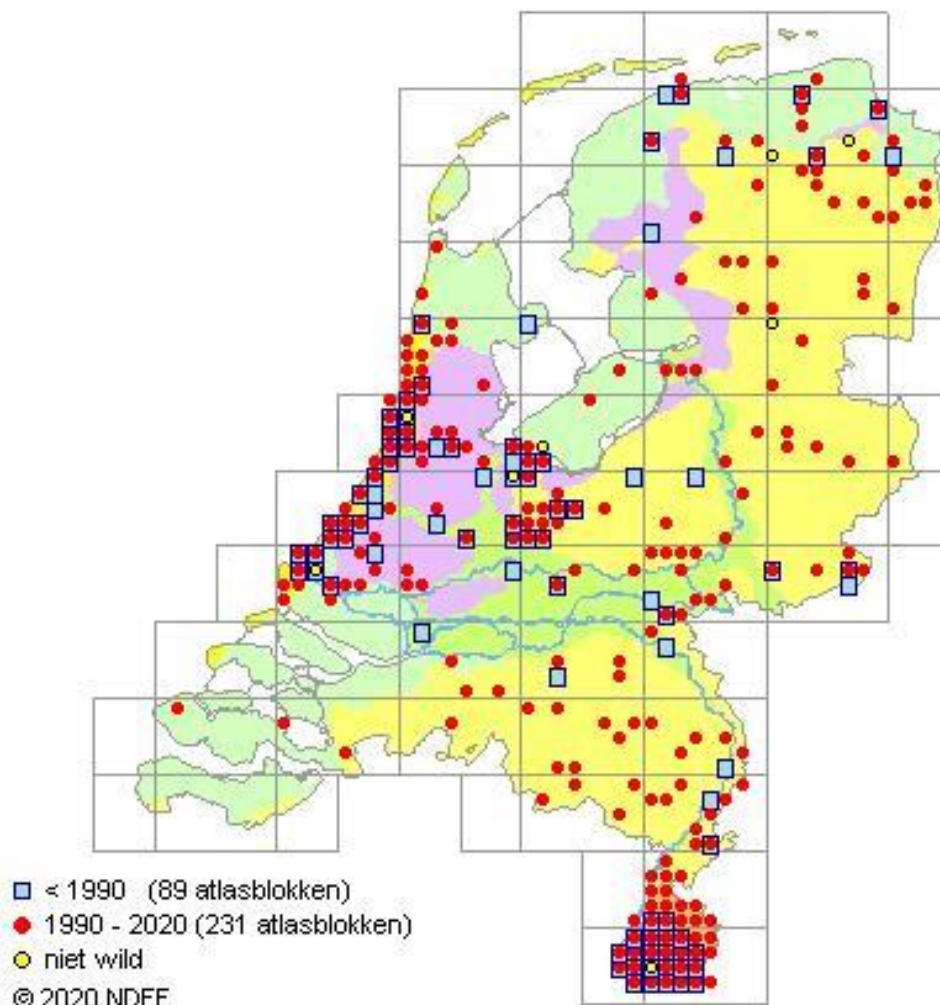 < 1990 (89 atlasblokken)
1990 - 2020 (231 atlasblokken)
niet wild
© 2020 NDFF